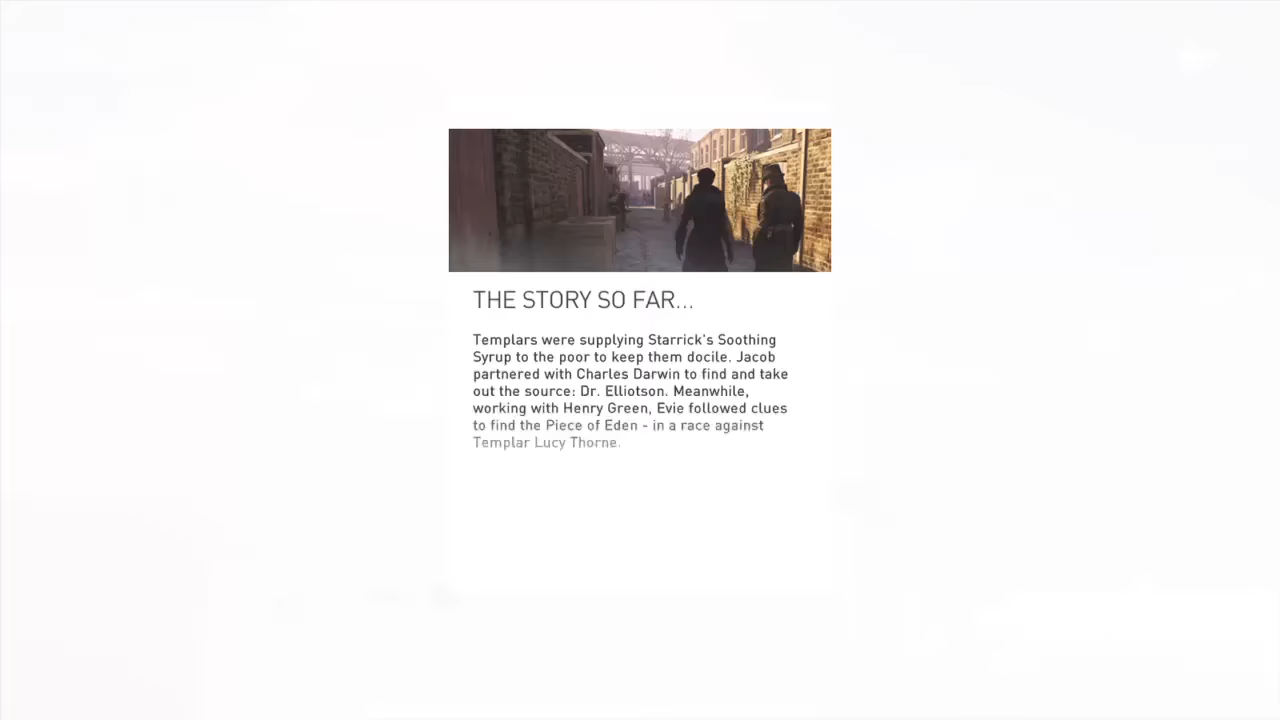 THE STORY SO FAR...
Templars were supplying Starrick's Soothing
Syrup to the poor to keep them docile. Jacob
partnered with Charles Darwin to find and take
out the source: Dr. Elliotson. Meanwhile,
working with Henry Green, Evie followed clues
to find the Piece of Eden - in a race against
Templar Lucy Thorne.